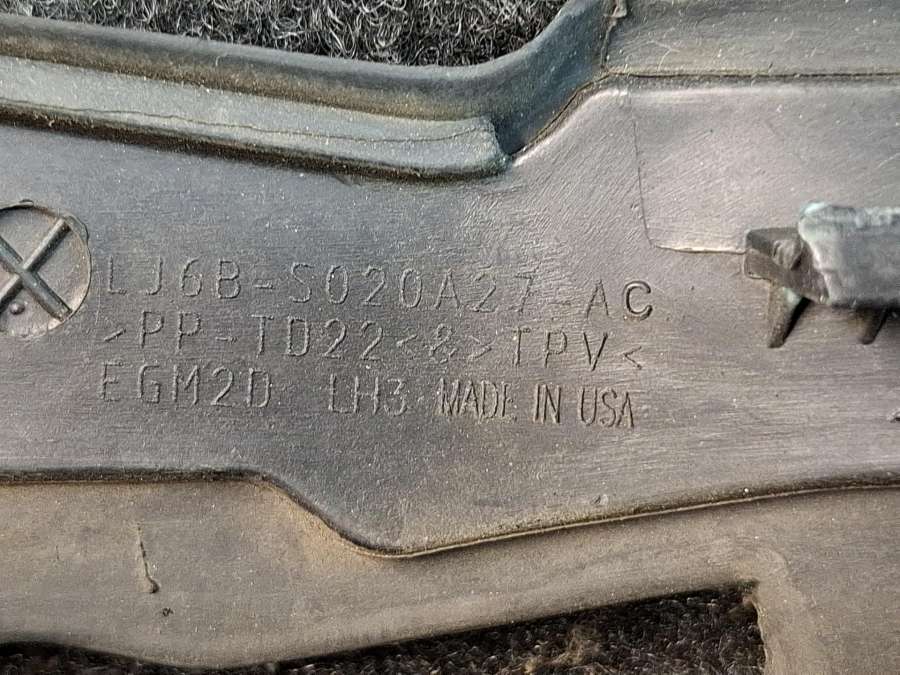 LJ6B-S020A27-AC
>PP-TD22<&>TPV<
EGM2D LH3 MADE IN USA